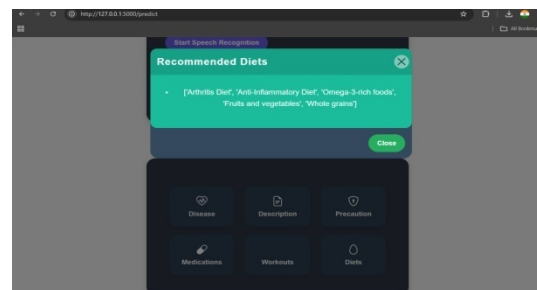 http://127.0.0.1:5000/predict
All Bookma
Start Speech Recognition
Recommended Diets
• ['Arthritis Diet', 'Anti-Inflammatory Diet', 'Omega-3-rich foods',
'Fruits and vegetables', 'Whole grains']
Close
Disease Description Precaution
Medications Workouts Diets